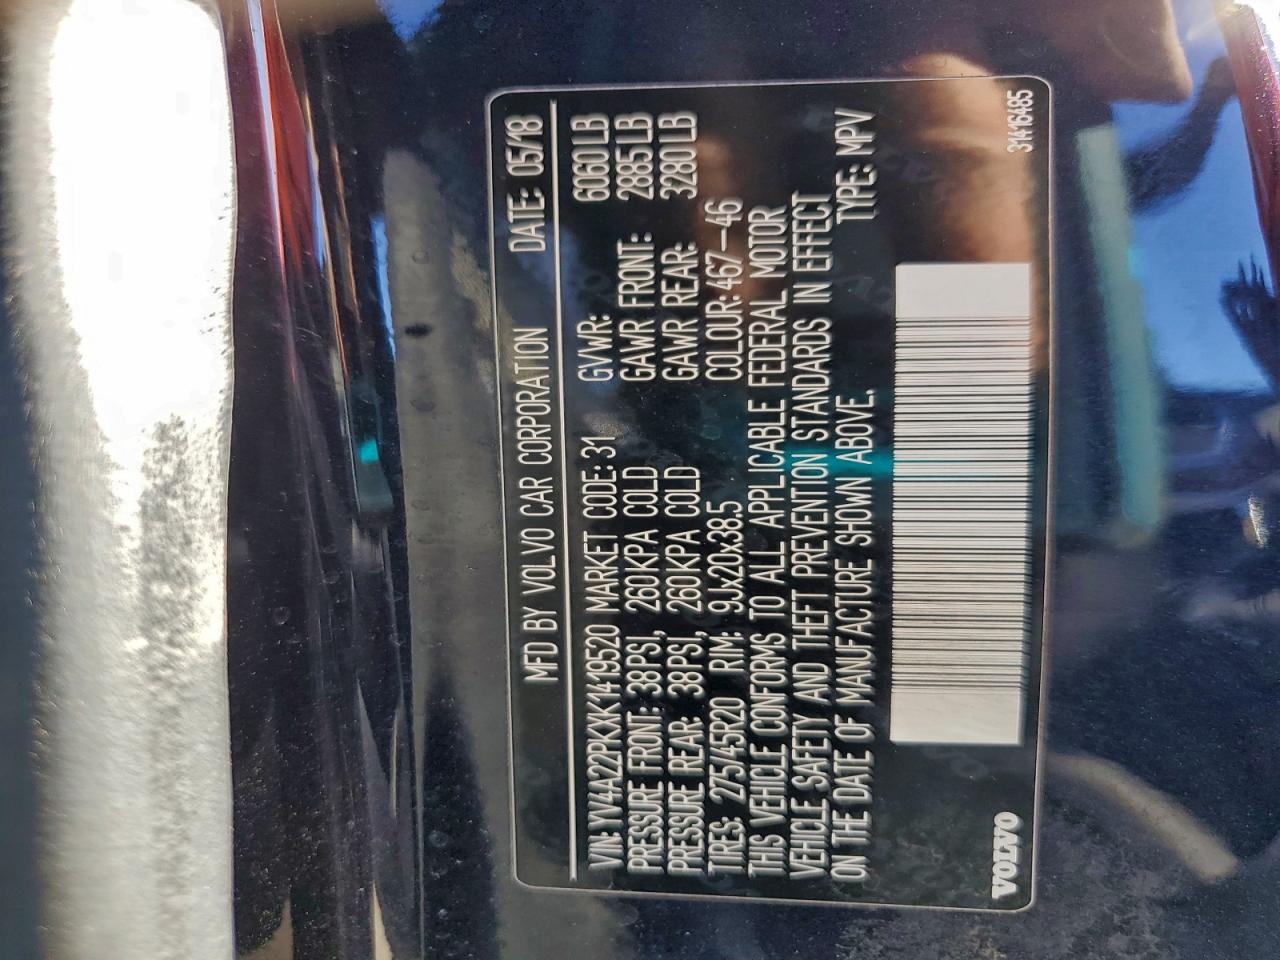 MFD BY VOLVO CAR CORPORATION DATE: 05/18
VIN: YV4A22PKXK1419520 MARKET CODE: 31 GVWR: 6060LB
PRESSURE FRONT: 38PSI, 260KPA COLD GAWR FRONT: 2885LB
PRESSURE REAR: 38PSI, 260KPA COLD GAWR REAR: 3280LB
TIRES: 275/45R20 RIM: 9Jx20x38.5 COLOUR: 467-46
THIS VEHICLE CONFORMS TO ALL APPLICABLE FEDERAL MOTOR
VEHICLE SAFETY AND THEFT PREVENTION STANDARDS IN EFFECT
ON THE DATE OF MANUFACTURE SHOWN ABOVE. TYPE: MPV
VOLVO 31416485